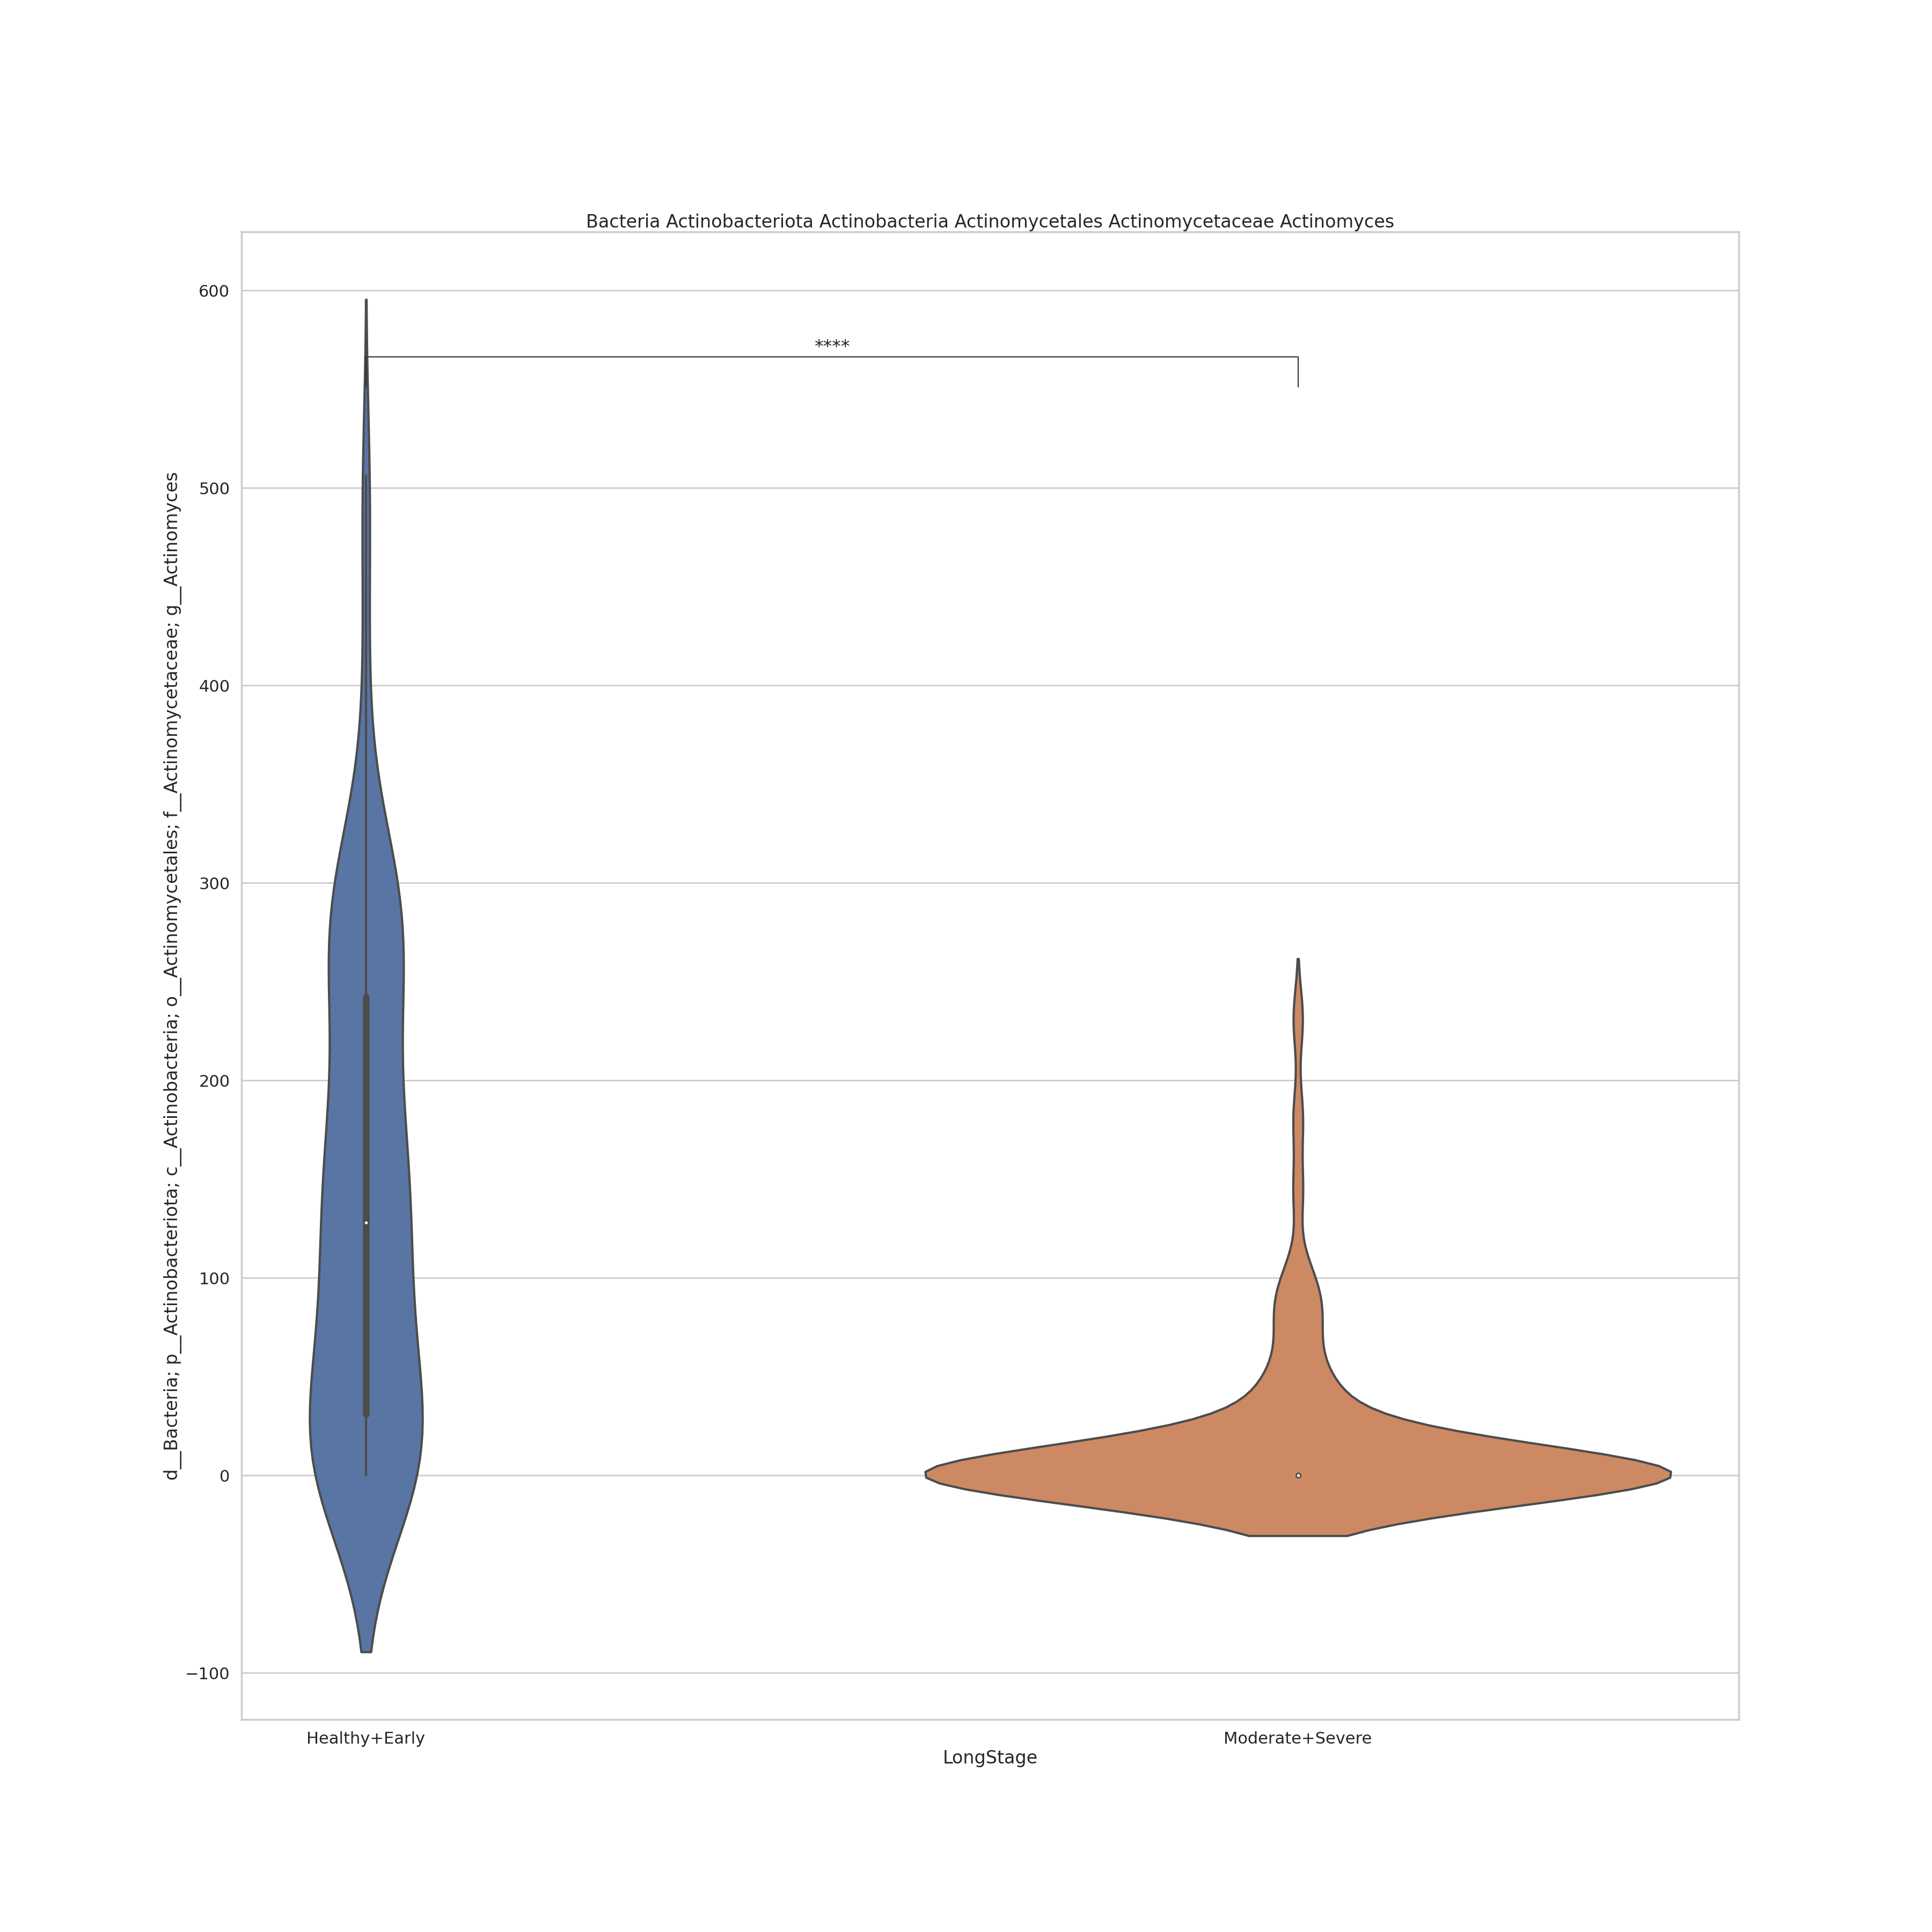 Bacteria Actinobacteriota Actinobacteria Actinomycetales Actinomycetaceae Actinomyces
d__Bacteria; p__Actinobacteriota; c__Actinobacteria; o__Actinomycetales; f__Actinomycetaceae; g__Actinomyces
600
500
400
300
200
100
0
−100
****
Healthy+Early
Moderate+Severe
LongStage